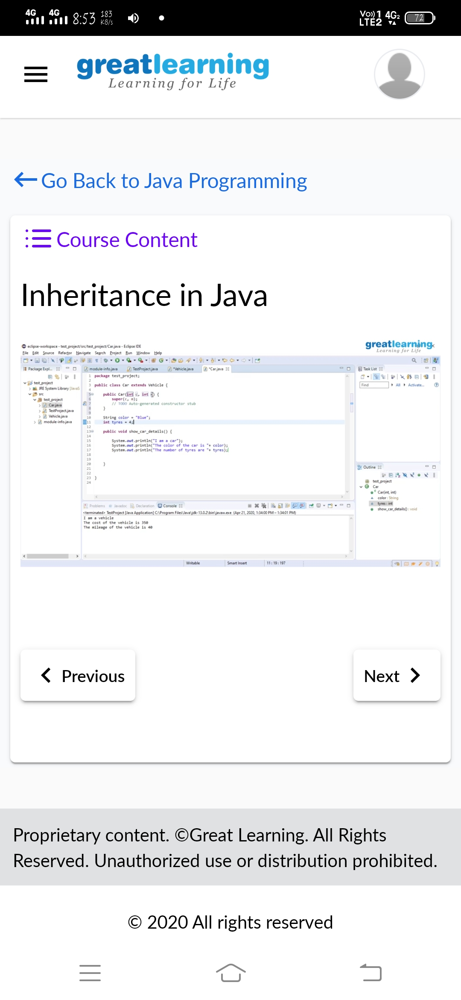 4G 4G 8:53 183 KB/S Vo)) 1 LTE2 4G2 72
greatlearning
Learning for Life
Go Back to Java Programming
Course Content
Inheritance in Java
eclipse-workspace - test_project/src/test_project/Car.java - Eclipse IDE
greatlearning
Learning for Life
File Edit Source Refactor Navigate Search Project Run Window Help
Package Expl...
module-info.java TestProject.java *Vehicle.java *Car.java
Task List
test_project
JRE System Library [JavaS
src
test_project
Car.java
TestProject.java
Vehicle.java
module-info.java
1 package test_project;
2
3 public class Car extends Vehicle {
4
5 public Car(int c, int m) {
6 super(c, m);
7 // TODO Auto-generated constructor stub
8 }
9
10 String color = "Blue";
11 int tyres = 4;
12
13 public void show_car_details() {
14
15 System.out.println("I am a car");
16 System.out.println("The color of the car is "+ color);
17 System.out.println("The number of tyres are "+ tyres);
18
19
20 }
21
22
23 }
24
Find All Activate...
Outline
test_project
Car
Car(int, int)
color : String
tyres : int
show_car_details() : void
Problems Javadoc Declaration Console
<terminated> TestProject [Java Application] C:\Program Files\Java\jdk-13.0.2\bin\javaw.exe (Apr 21, 2020, 1:34:00 PM – 1:34:01 PM)
I am a vehicle
The cost of the vehicle is 350
The mileage of the vehicle is 40
Writable Smart Insert 11 : 19 : 197
Previous
Next
Proprietary content. ©Great Learning. All Rights
Reserved. Unauthorized use or distribution prohibited.
© 2020 All rights reserved